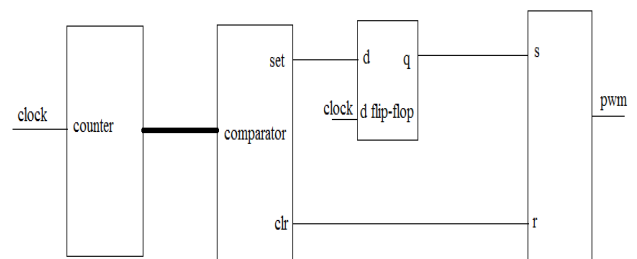 clock
counter
set
comparator
clr
d
q
clock
d flip-flop
s
r
pwm